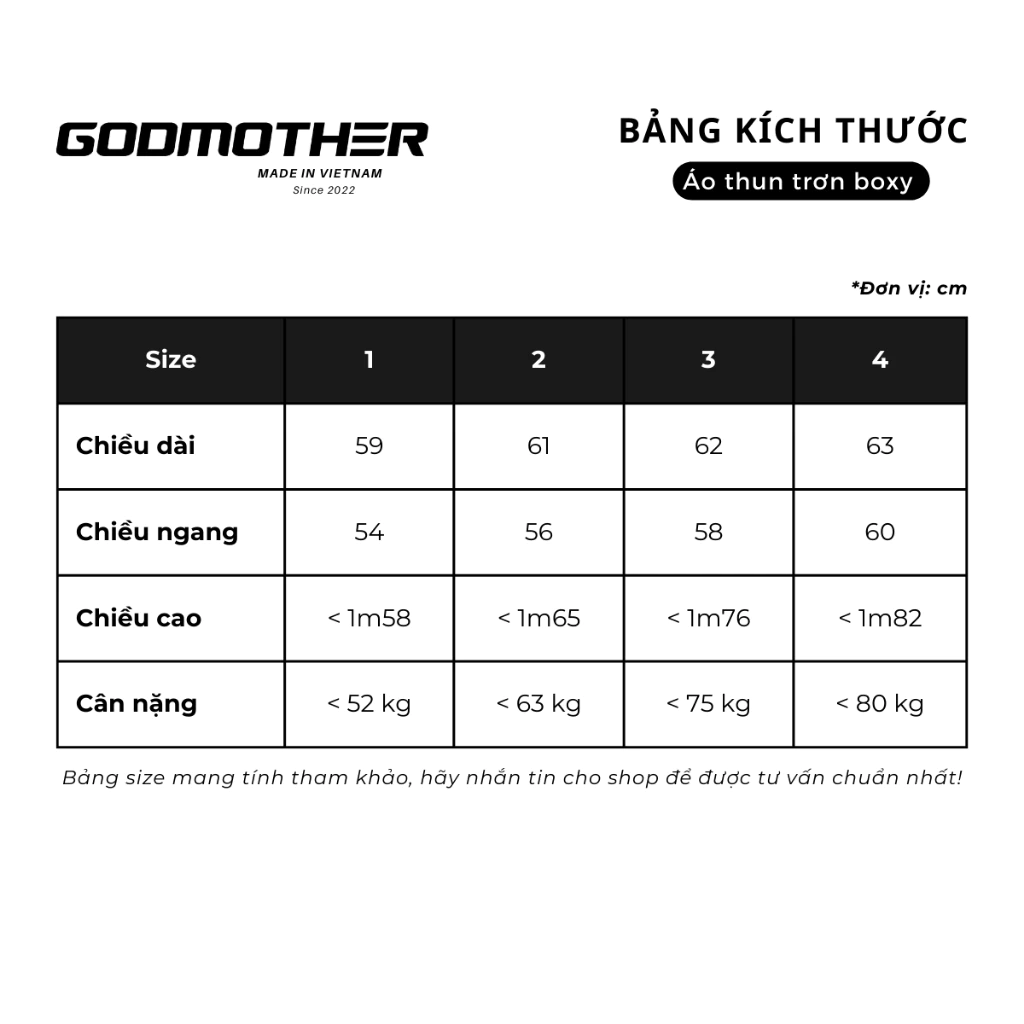 GODMOTHER
MADE IN VIETNAM
Since 2022
BẢNG KÍCH THƯỚC
Áo thun trơn boxy
*Đơn vị: cm
Size 1 2 3 4
Chiều dài 59 61 62 63
Chiều ngang 54 56 58 60
Chiều cao < 1m58 < 1m65 < 1m76 < 1m82
Cân nặng < 52 kg < 63 kg < 75 kg < 80 kg
Bảng size mang tính tham khảo, hãy nhắn tin cho shop để được tư vấn chuẩn nhất!